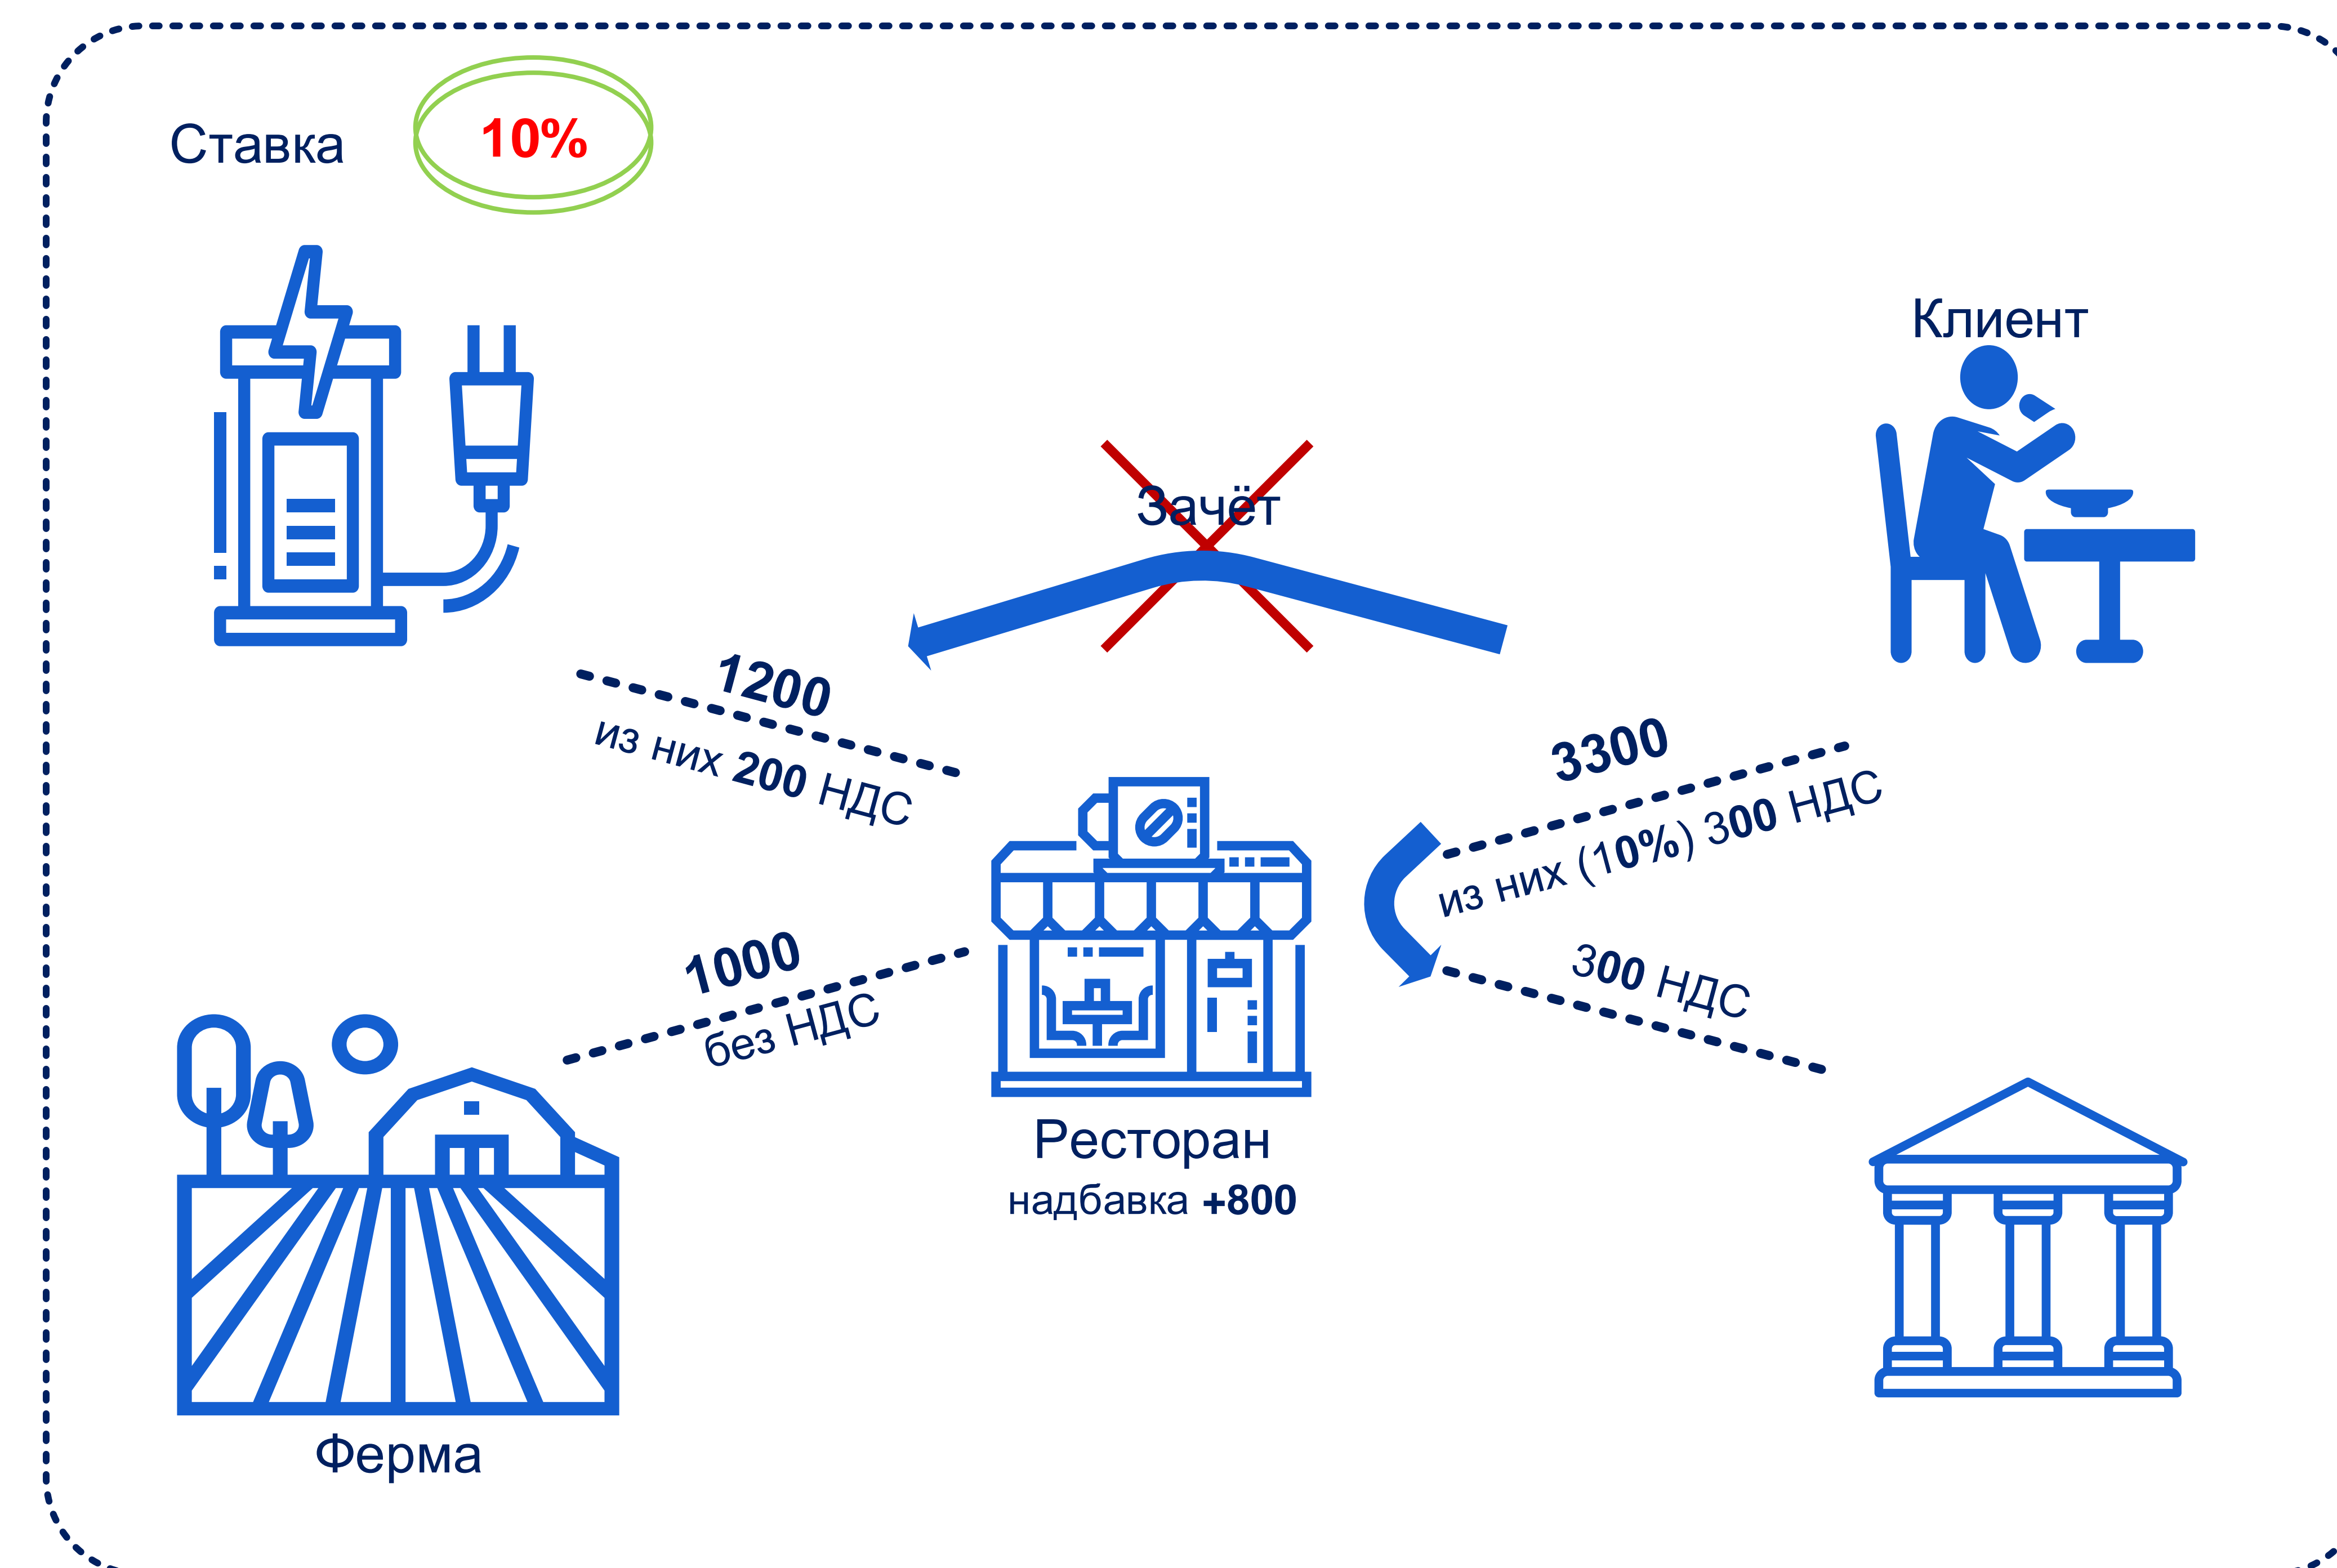 Ставка
10%
Клиент
Зачёт
1200
из них 200 НДС
3300
из них (10%) 300 НДС
1000
без НДС
300 НДС
Ресторан
надбавка +800
Ферма